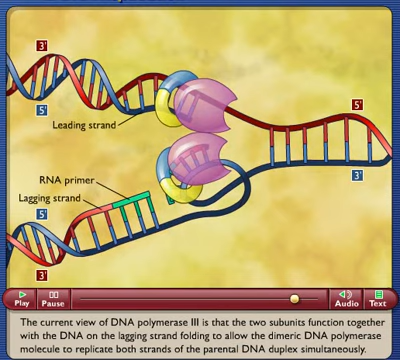 3'
5'
5'
Leading strand
RNA primer
Lagging strand
3'
5'
3'
Play
Pause
Audio
Text
The current view of DNA polymerase III is that the two subunits function together
with the DNA on the lagging strand folding to allow the dimeric DNA polymerase
molecule to replicate both strands of the parental DNA duplex simultaneously.